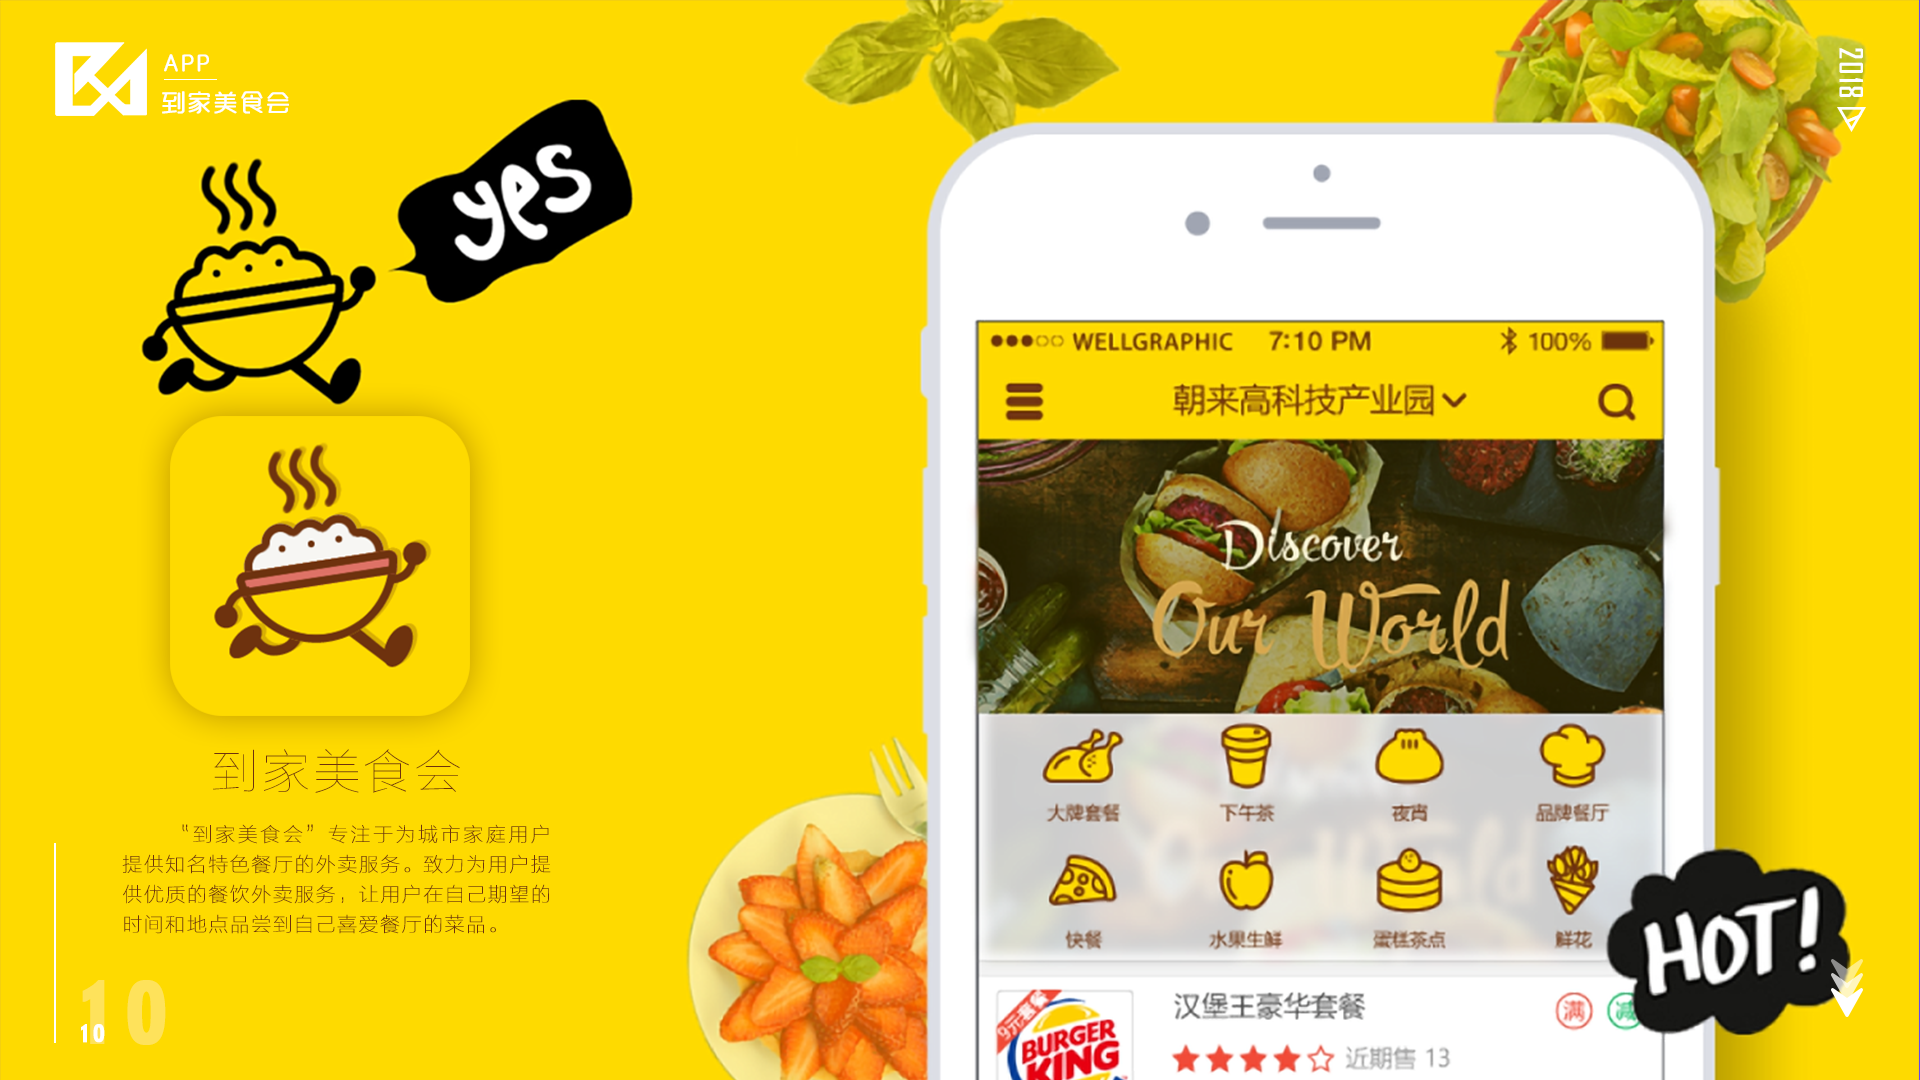 APP
到家美食会
2018
yes
WELLGRAPHIC 7:10 PM 100%
朝来高科技产业园
Discover
Our World
大牌套餐 下午茶 夜宵 品牌餐厅
快餐 水果生鲜 蛋糕茶点 鲜花
HOT!
9元套餐
BURGER
KING
汉堡王豪华套餐
满 减
近期售 13
到家美食会
“到家美食会”专注于为城市家庭用户
提供知名特色餐厅的外卖服务。致力为用户提
供优质的餐饮外卖服务，让用户在自己期望的
时间和地点品尝到自己喜爱餐厅的菜品。
10
10